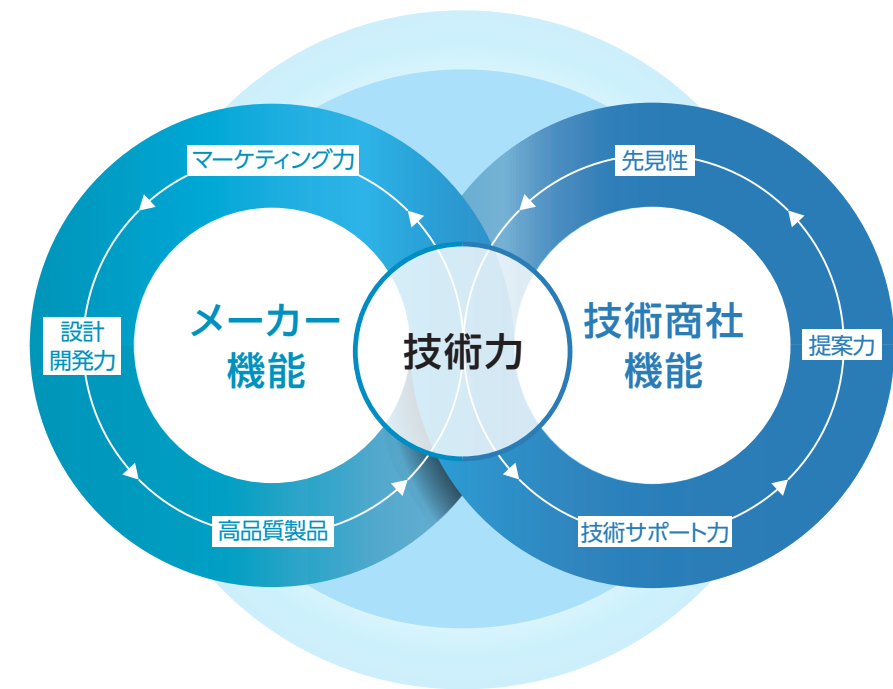 マーケティング力
先見性
メーカー
機能
技術力
技術商社
機能
設計
開発力
提案力
高品質製品
技術サポート力